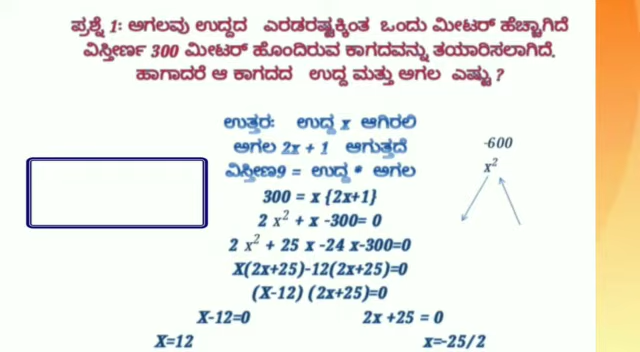 ಪ್ರಶ್ನೆ 1: ಅಗಲವು ಉದ್ದದ ಎರಡರಷ್ಟಕ್ಕಿಂತ ಒಂದು ಮೀಟರ್ ಹೆಚ್ಚಾಗಿದೆ
ವಿಸ್ತೀರ್ಣ 300 ಮೀಟರ್ ಹೊಂದಿರುವ ಕಾಗದವನ್ನು ತಯಾರಿಸಲಾಗಿದೆ.
ಹಾಗಾದರೆ ಆ ಕಾಗದದ ಉದ್ದ ಮತ್ತು ಅಗಲ ಎಷ್ಟು ?
ಉತ್ತರ: ಉದ್ದ x ಆಗಿರಲಿ
ಅಗಲ 2x + 1 ಆಗುತ್ತದೆ
ವಿಸ್ತೀರ್ಣ = ಉದ್ದ * ಅಗಲ
300 = x {2x+1}
2 x² + x -300= 0
2 x² + 25 x -24 x-300=0
X(2x+25)-12(2x+25)=0
(X-12) (2x+25)=0
X-12=0 2x +25 = 0
X=12 x=-25/2
-600
x²